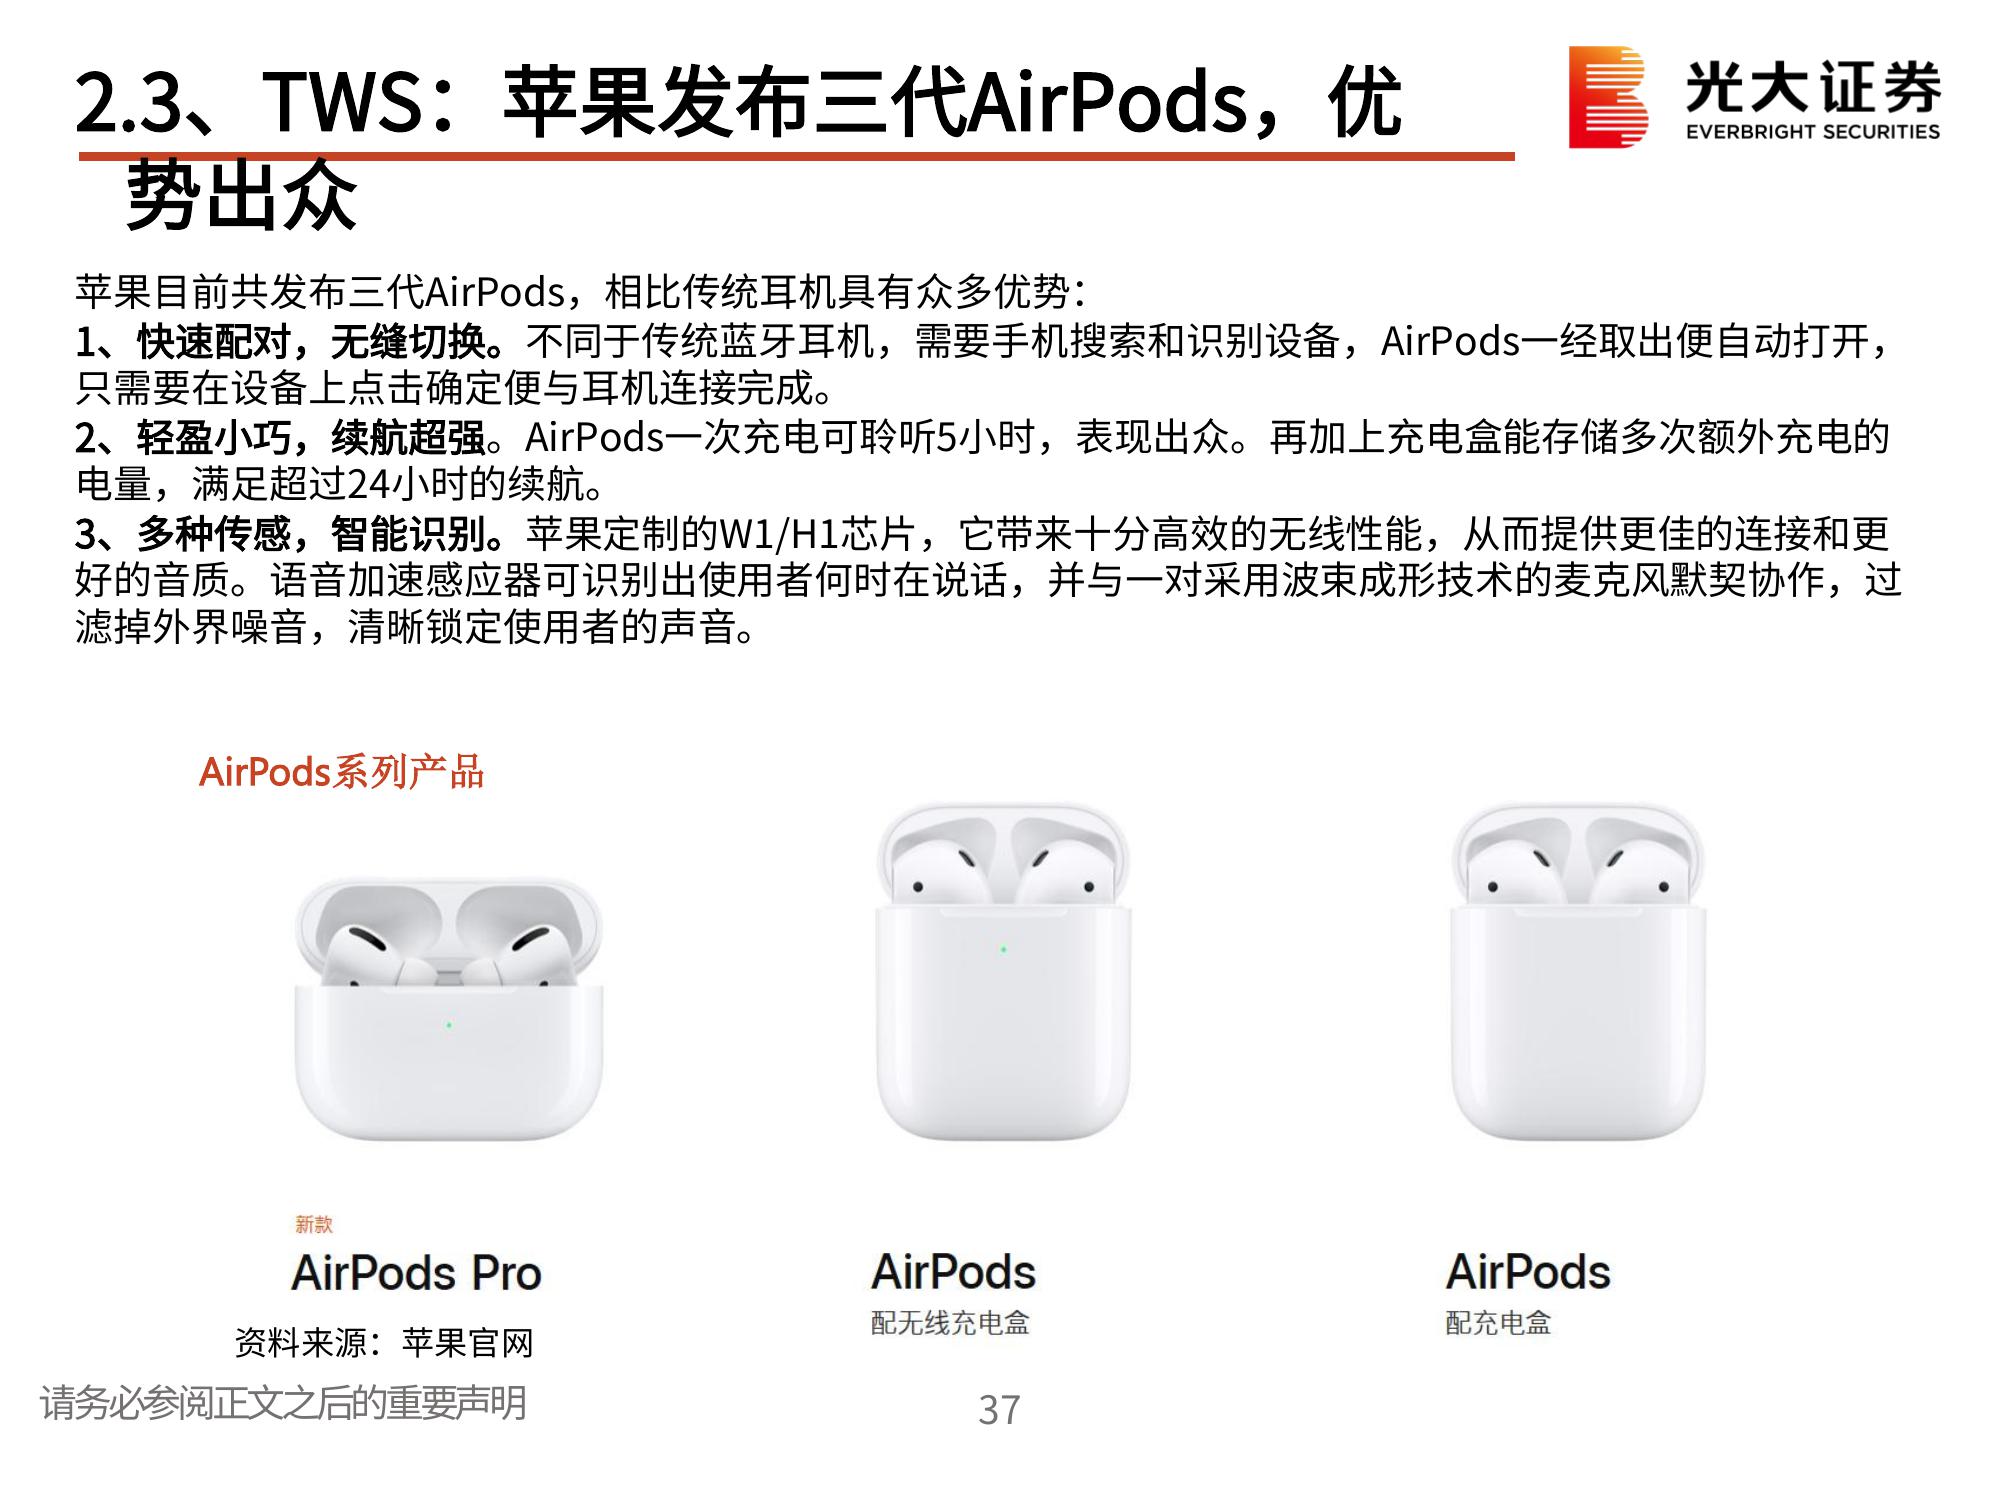 2.3、TWS：苹果发布三代AirPods，优
势出众
光大证券
EVERBRIGHT SECURITIES
苹果目前共发布三代AirPods，相比传统耳机具有众多优势：
1、快速配对，无缝切换。不同于传统蓝牙耳机，需要手机搜索和识别设备，AirPods一经取出便自动打开，
只需要在设备上点击确定便与耳机连接完成。
2、轻盈小巧，续航超强。AirPods一次充电可聆听5小时，表现出众。再加上充电盒能存储多次额外充电的
电量，满足超过24小时的续航。
3、多种传感，智能识别。苹果定制的W1/H1芯片，它带来十分高效的无线性能，从而提供更佳的连接和更
好的音质。语音加速感应器可识别出使用者何时在说话，并与一对采用波束成形技术的麦克风默契协作，过
滤掉外界噪音，清晰锁定使用者的声音。
AirPods系列产品
新款
AirPods Pro
AirPods
配无线充电盒
AirPods
配充电盒
资料来源：苹果官网
请务必参阅正文之后的重要声明
37